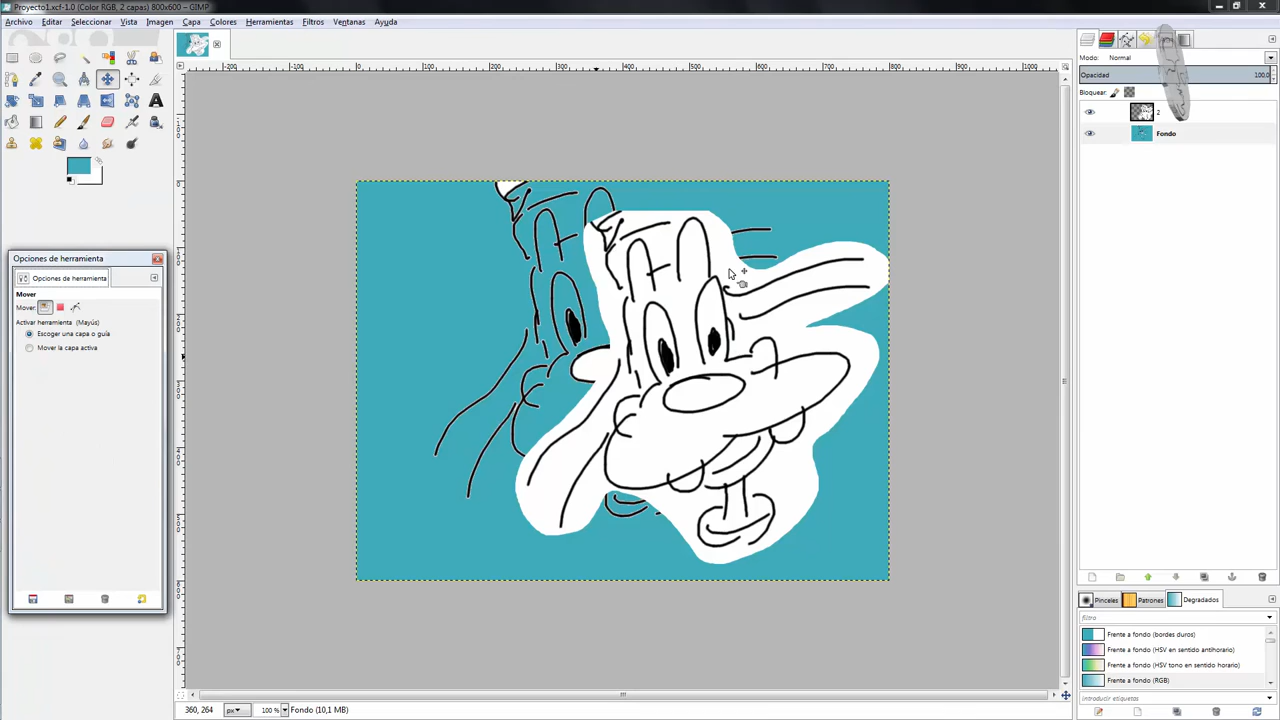 Proyecto1.xcf-1.0 (Color RGB, 2 capas) 800x600 – GIMP
Archivo Editar Seleccionar Vista Imagen Capa Colores Herramientas Filtros Ventanas Ayuda
Modo: Normal
Opacidad 100,0
Bloquear:
2
Fondo
Opciones de herramienta
Opciones de herramienta
Mover
Mover:
Activar herramienta (Mayús)
Escoger una capa o guía
Mover la capa activa
Pinceles Patrones Degradados
filtro
Frente a fondo (bordes duros)
Frente a fondo (HSV en sentido antihorario)
Frente a fondo (HSV tono en sentido horario)
Frente a fondo (RGB)
introducir etiquetas
360, 264 px 100 % Fondo (10,1 MB)